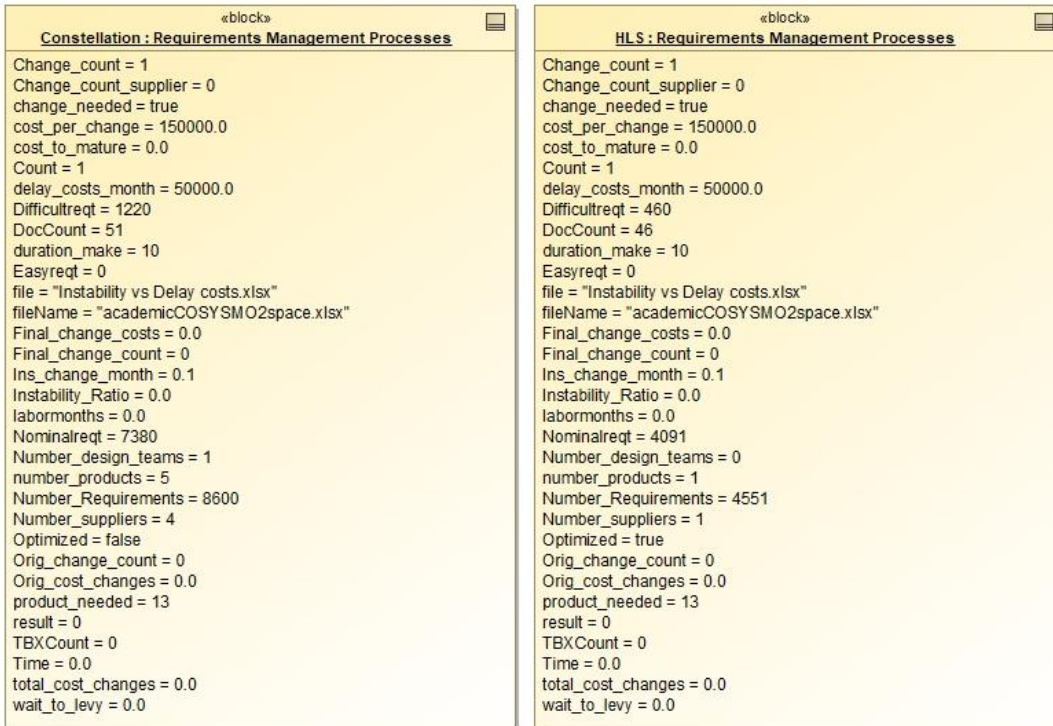 «block»
Constellation : Requirements Management Processes
Change_count = 1
Change_count_supplier = 0
change_needed = true
cost_per_change = 150000.0
cost_to_mature = 0.0
Count = 1
delay_costs_month = 50000.0
Difficultreqt = 1220
DocCount = 51
duration_make = 10
Easyreqt = 0
file = "Instability vs Delay costs.xlsx"
fileName = "academicCOSYSMO2space.xlsx"
Final_change_costs = 0.0
Final_change_count = 0
Ins_change_month = 0.1
Instability_Ratio = 0.0
labormonths = 0.0
Nominalreqt = 7380
Number_design_teams = 1
number_products = 5
Number_Requirements = 8600
Number_suppliers = 4
Optimized = false
Orig_change_count = 0
Orig_cost_changes = 0.0
product_needed = 13
result = 0
TBXCount = 0
Time = 0.0
total_cost_changes = 0.0
wait_to_levy = 0.0
«block»
HLS : Requirements Management Processes
Change_count = 1
Change_count_supplier = 0
change_needed = true
cost_per_change = 150000.0
cost_to_mature = 0.0
Count = 1
delay_costs_month = 50000.0
Difficultreqt = 460
DocCount = 46
duration_make = 10
Easyreqt = 0
file = "Instability vs Delay costs.xlsx"
fileName = "academicCOSYSMO2space.xlsx"
Final_change_costs = 0.0
Final_change_count = 0
Ins_change_month = 0.1
Instability_Ratio = 0.0
labormonths = 0.0
Nominalreqt = 4091
Number_design_teams = 0
number_products = 1
Number_Requirements = 4551
Number_suppliers = 1
Optimized = true
Orig_change_count = 0
Orig_cost_changes = 0.0
product_needed = 13
result = 0
TBXCount = 0
Time = 0.0
total_cost_changes = 0.0
wait_to_levy = 0.0